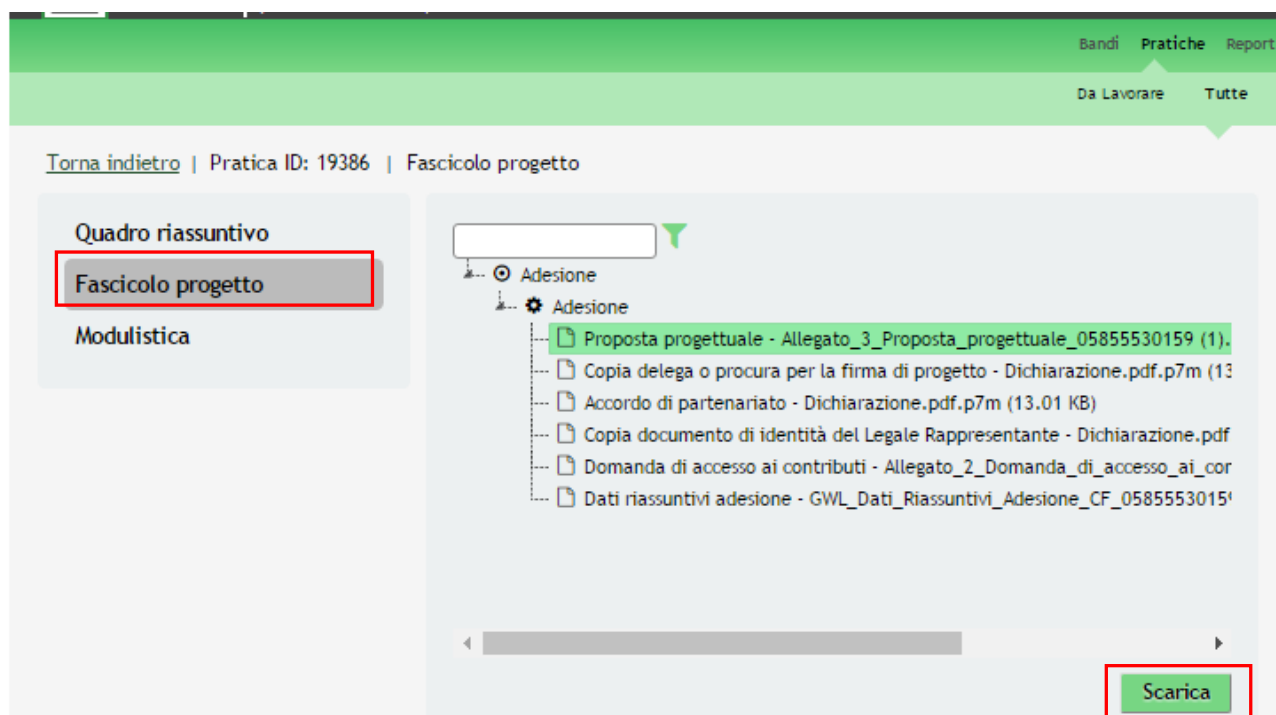 Bandi Pratiche Report
Da Lavorare Tutte
Torna indietro | Pratica ID: 19386 | Fascicolo progetto
Quadro riassuntivo
Fascicolo progetto
Modulistica
Adesione
Adesione
Proposta progettuale - Allegato_3_Proposta_progettuale_05855530159 (1).
Copia delega o procura per la firma di progetto - Dichiarazione.pdf.p7m (13
Accordo di partenariato - Dichiarazione.pdf.p7m (13.01 KB)
Copia documento di identità del Legale Rappresentante - Dichiarazione.pdf
Domanda di accesso ai contributi - Allegato_2_Domanda_di_accesso_ai_cor
Dati riassuntivi adesione - GWL_Dati_Riassuntivi_Adesione_CF_0585553015
Scarica